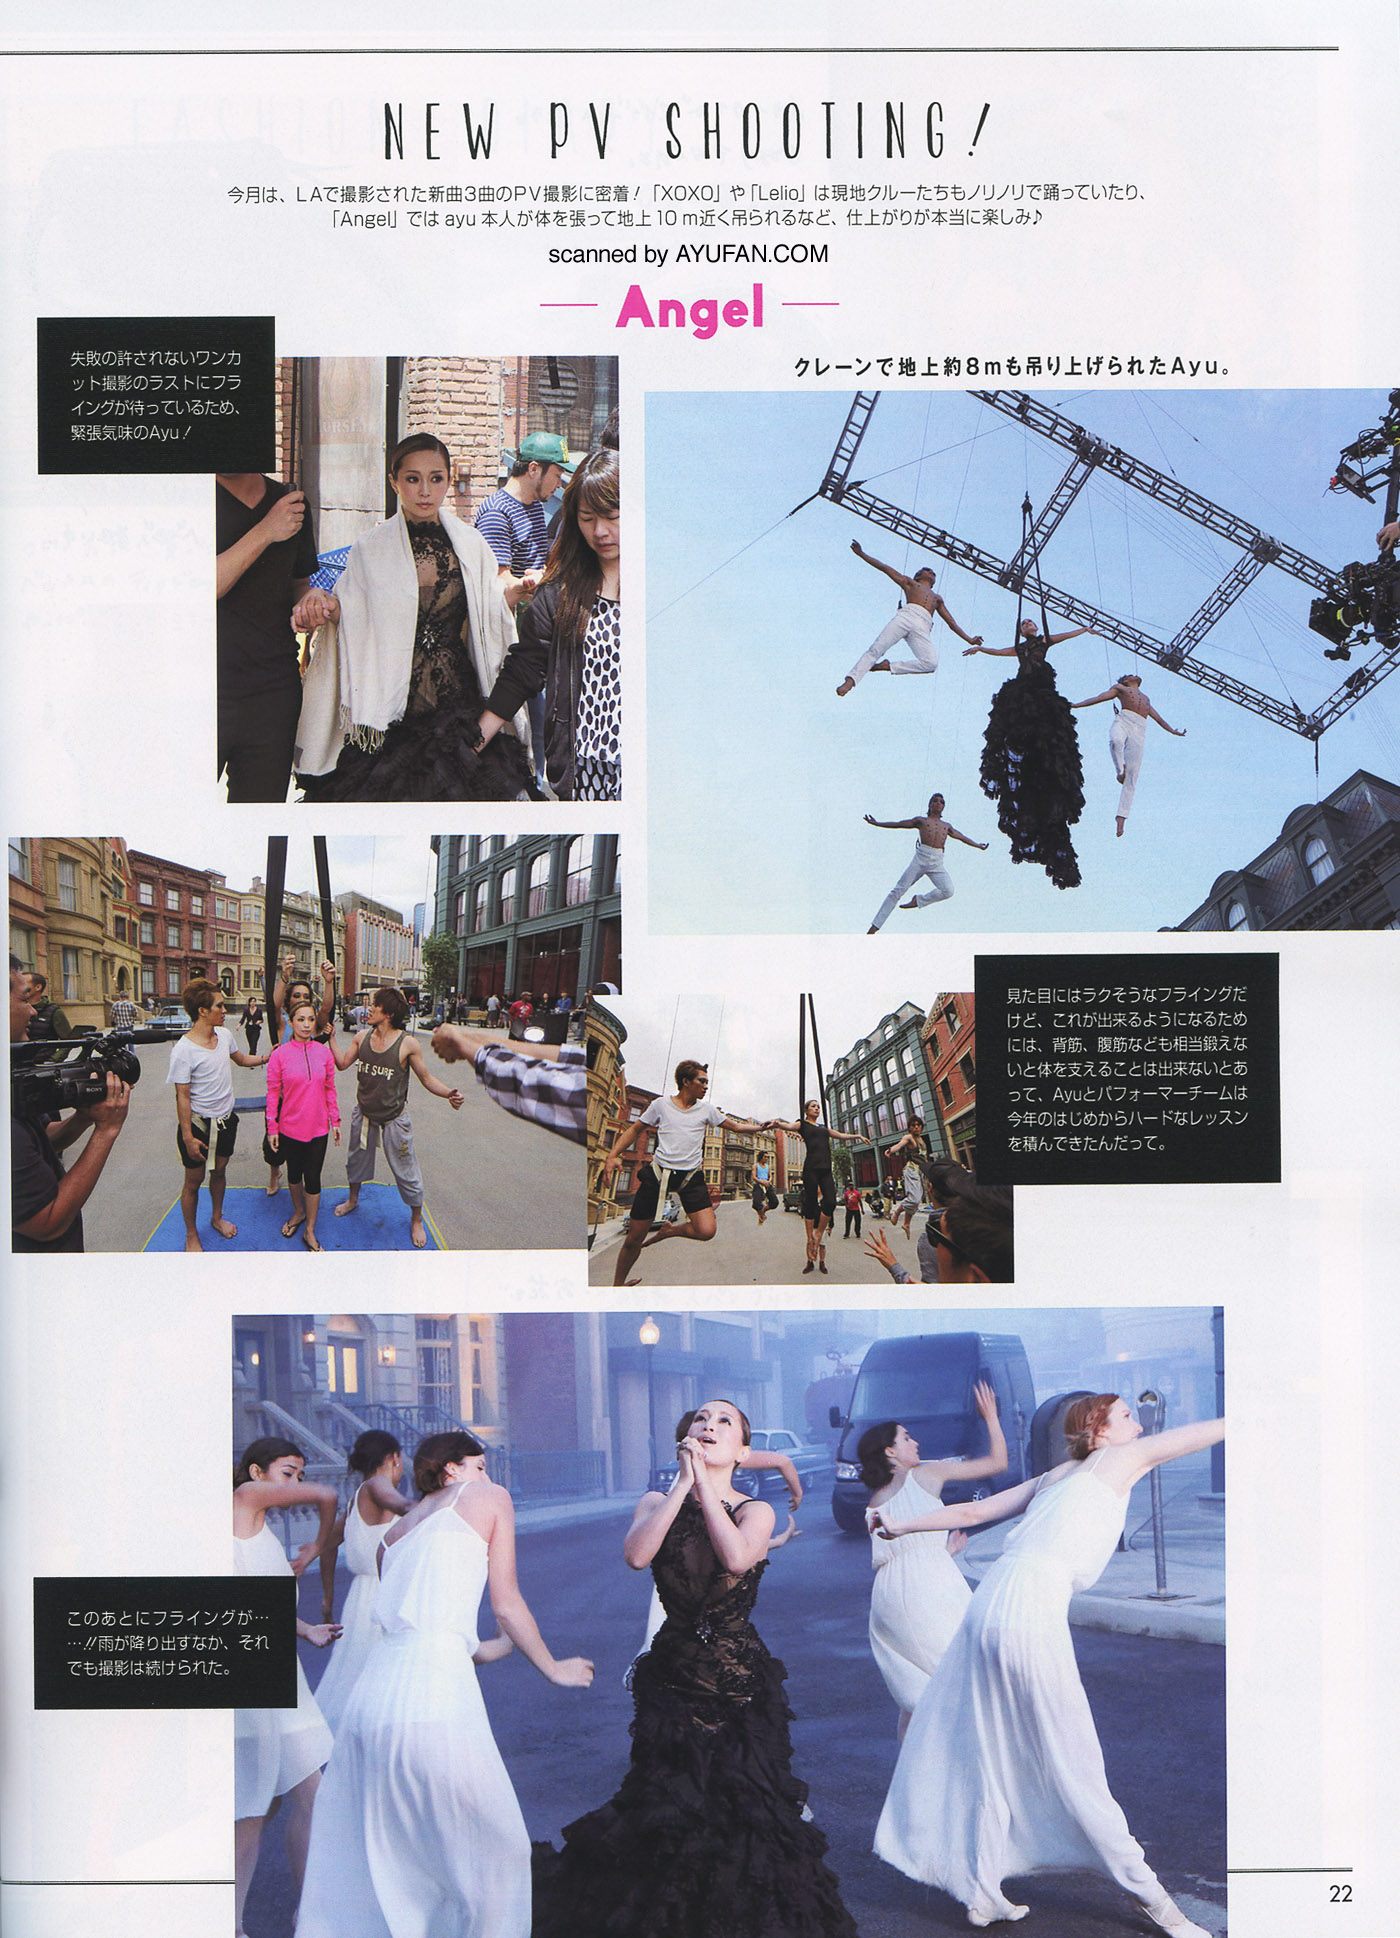 NEW PV SHOOTING!
今月は、LAで撮影された新曲3曲のPV撮影に密着！「XOXO」や「Lelio」は現地クルーたちもノリノリで踊っていたり、
「Angel」ではayu本人が体を張って地上10m近く吊られるなど、仕上がりが本当に楽しみ♪
scanned by AYUFAN.COM
Angel
失敗の許されないワンカ
ット撮影のラストにフラ
イングが待っているため、
緊張気味のAyu！
クレーンで地上約8mも吊り上げられたAyu。
THE SURF
SONY
見た目にはラクそうなフライングだ
けど、これが出来るようになるため
には、背筋、腹筋なども相当鍛えな
いと体を支えることは出来ないとあ
って、Ayuとパフォーマーチームは
今年のはじめからハードなレッスン
を積んできたんだって。
このあとにフライングが…
…!!雨が降り出すなか、それ
でも撮影は続けられた。
22